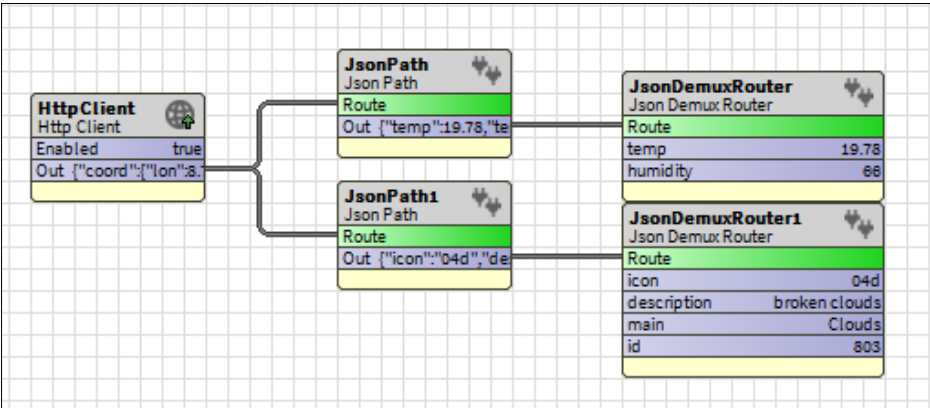 HttpClient
Http Client
Enabled true
Out {"coord":{"lon":8.
JsonPath
Json Path
Route
Out {"temp":19.78,"te
JsonPath1
Json Path
Route
Out {"icon":"04d","de
JsonDemuxRouter
Json Demux Router
Route
temp 19.78
humidity 66
JsonDemuxRouter1
Json Demux Router
Route
icon 04d
description broken clouds
main Clouds
id 803